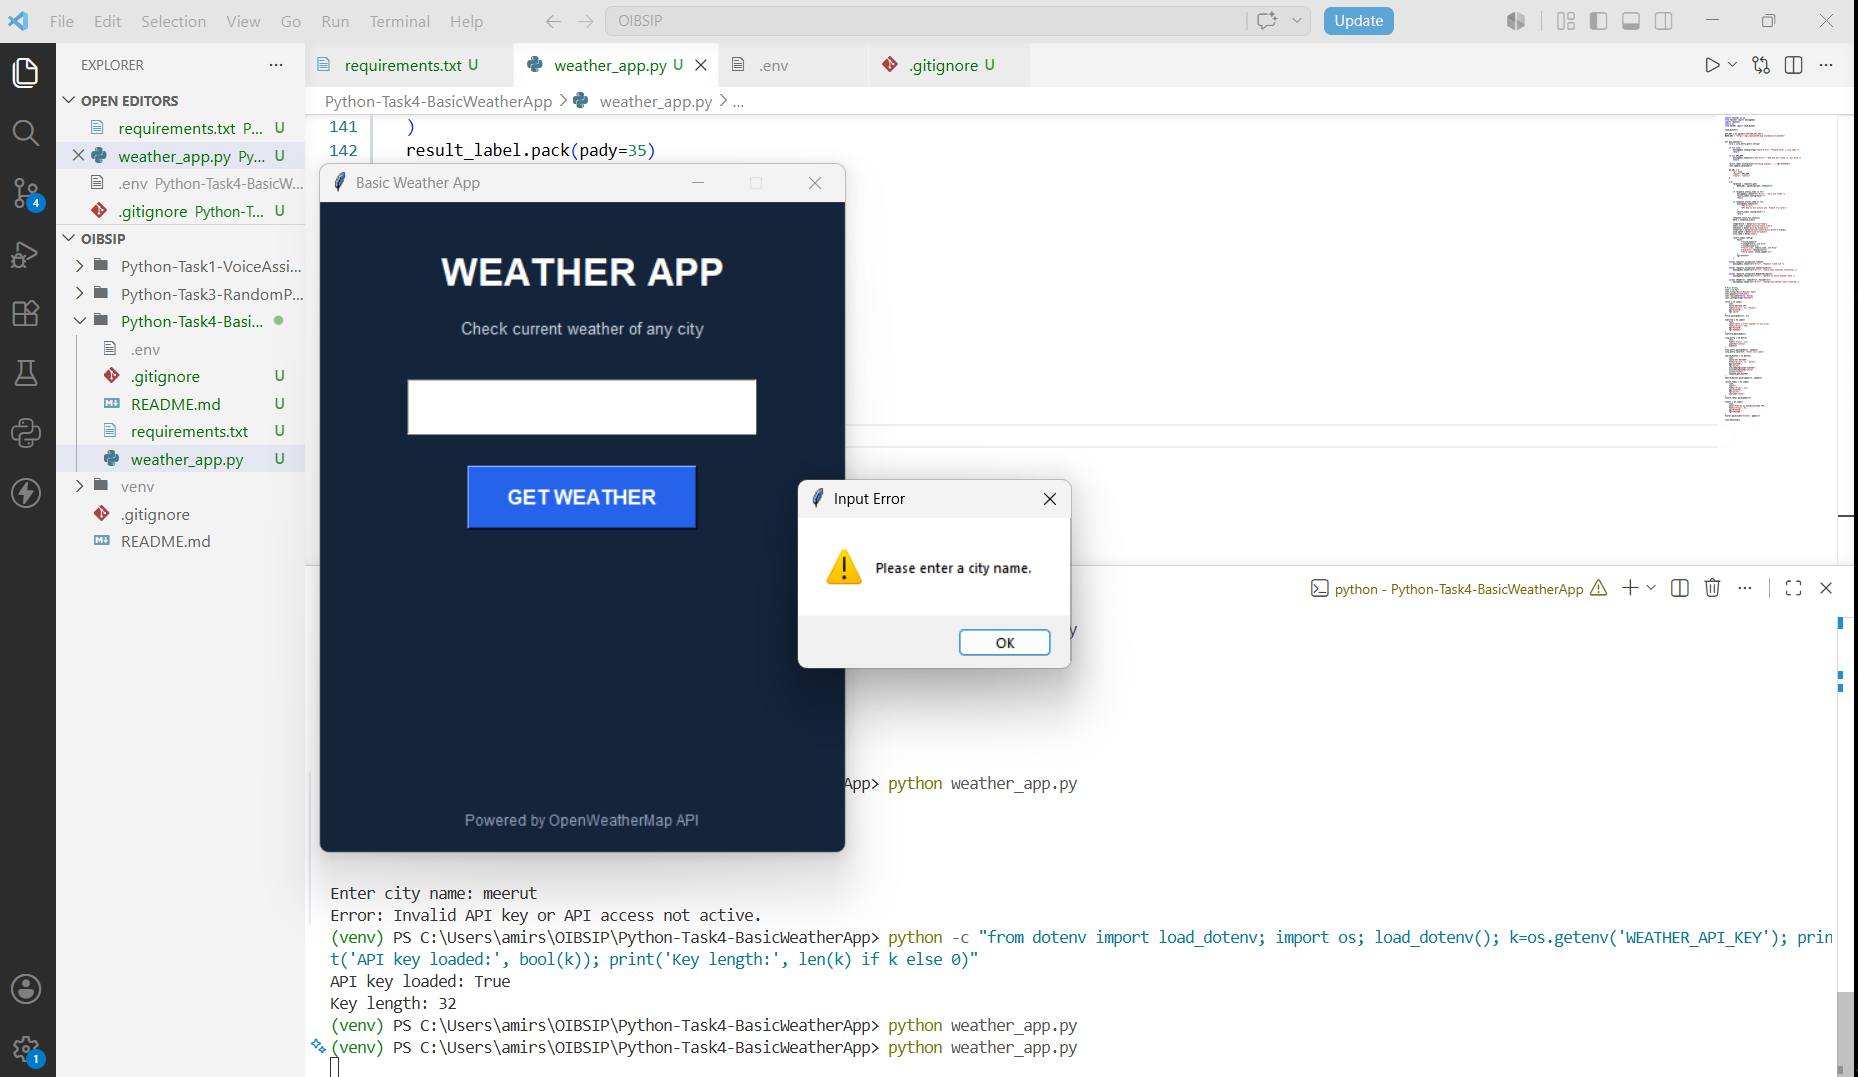 File Edit Selection View Go Run Terminal Help
OIBSIP
Update
EXPLORER
requirements.txt U
weather_app.py U
.env
.gitignore U
OPEN EDITORS
Python-Task4-BasicWeatherApp > weather_app.py > ...
requirements.txt P... U
weather_app.py Py... U
.env Python-Task4-BasicW...
.gitignore Python-T... U
4
OIBSIP
Python-Task1-VoiceAssi...
Python-Task3-RandomP...
Python-Task4-Basi...
.env
.gitignore U
README.md U
requirements.txt U
weather_app.py U
venv
.gitignore
README.md
1
141 )
142 result_label.pack(pady=35)
Basic Weather App
WEATHER APP
Check current weather of any city
GET WEATHER
Powered by OpenWeatherMap API
Input Error
Please enter a city name.
OK
python - Python-Task4-BasicWeatherApp
y
App> python weather_app.py
Enter city name: meerut
Error: Invalid API key or API access not active.
(venv) PS C:\Users\amirs\OIBSIP\Python-Task4-BasicWeatherApp> python -c "from dotenv import load_dotenv; import os; load_dotenv(); k=os.getenv('WEATHER_API_KEY'); prin
t('API key loaded:', bool(k)); print('Key length:', len(k) if k else 0)"
API key loaded: True
Key length: 32
(venv) PS C:\Users\amirs\OIBSIP\Python-Task4-BasicWeatherApp> python weather_app.py
(venv) PS C:\Users\amirs\OIBSIP\Python-Task4-BasicWeatherApp> python weather_app.py